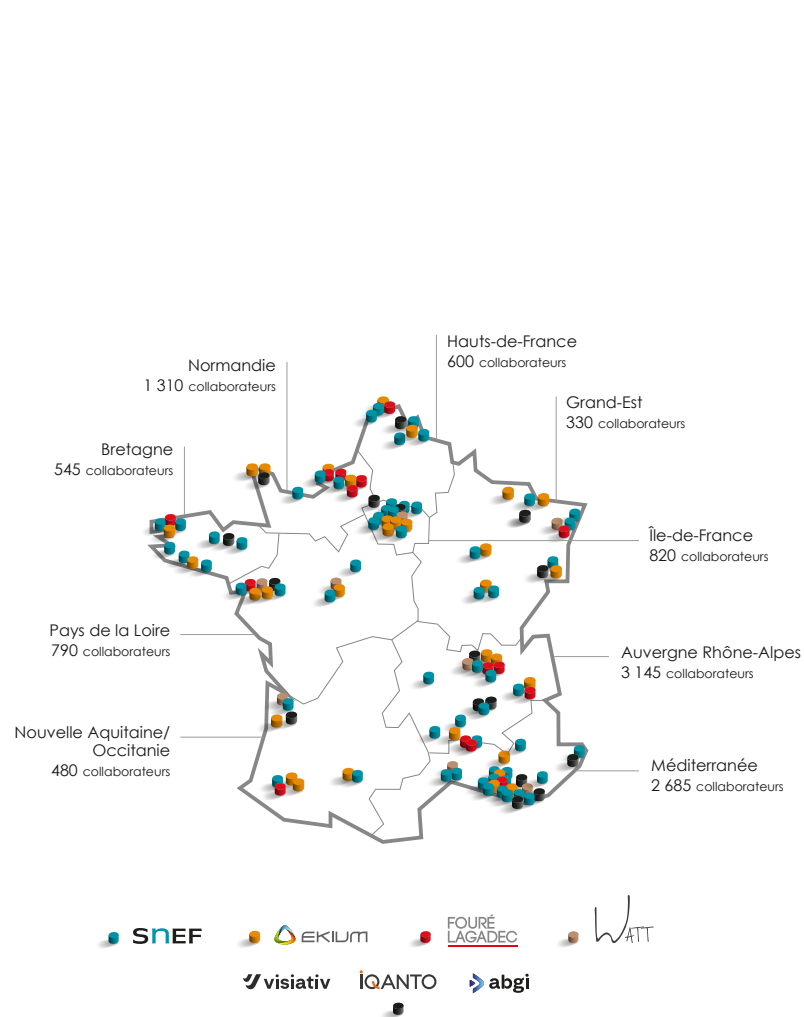 Hauts-de-France
600 collaborateurs
Normandie
1 310 collaborateurs
Grand-Est
330 collaborateurs
Bretagne
545 collaborateurs
Île-de-France
820 collaborateurs
Pays de la Loire
790 collaborateurs
Auvergne Rhône-Alpes
3 145 collaborateurs
Nouvelle Aquitaine/
Occitanie
480 collaborateurs
Méditerranée
2 685 collaborateurs
SNEF
EKIUM
FOURÉ
LAGADEC
WATT
visiativ
IQANTO
abgi